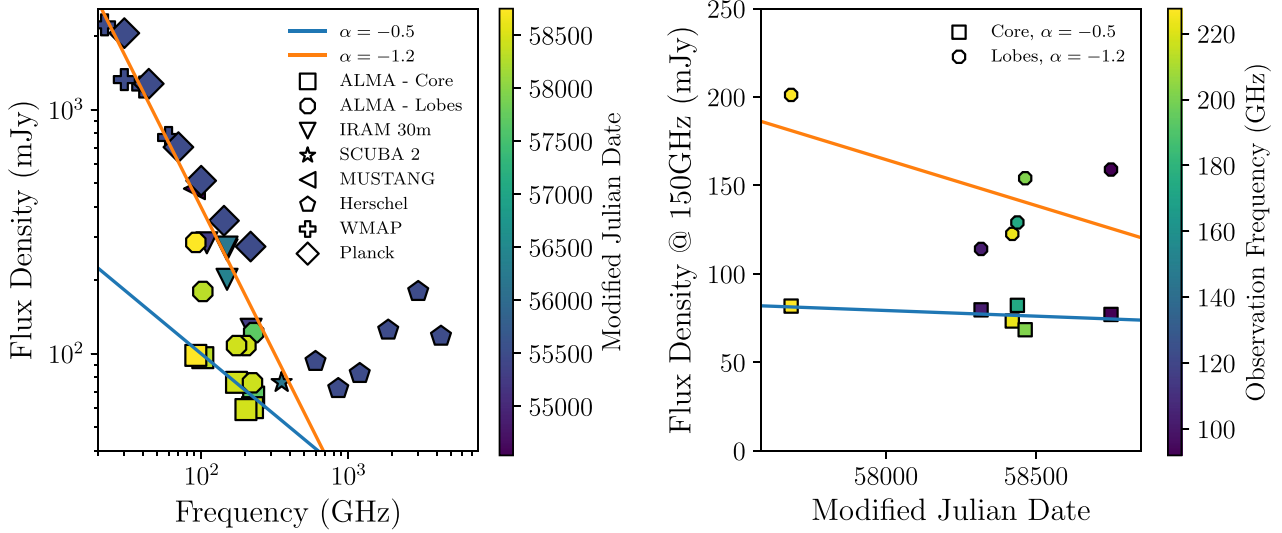 Flux Density (mJy)
10^3
10^2
α = −0.5
α = −1.2
ALMA - Core
ALMA - Lobes
IRAM 30m
SCUBA 2
MUSTANG
Herschel
WMAP
Planck
10^2 10^3
Frequency (GHz)
58500
58000
57500
57000
56500
56000
55500
55000
Modified Julian Date
Flux Density @ 150GHz (mJy)
250
200
150
100
50
0
Core, α = −0.5
Lobes, α = −1.2
58000 58500
Modified Julian Date
220
200
180
160
140
120
100
Observation Frequency (GHz)